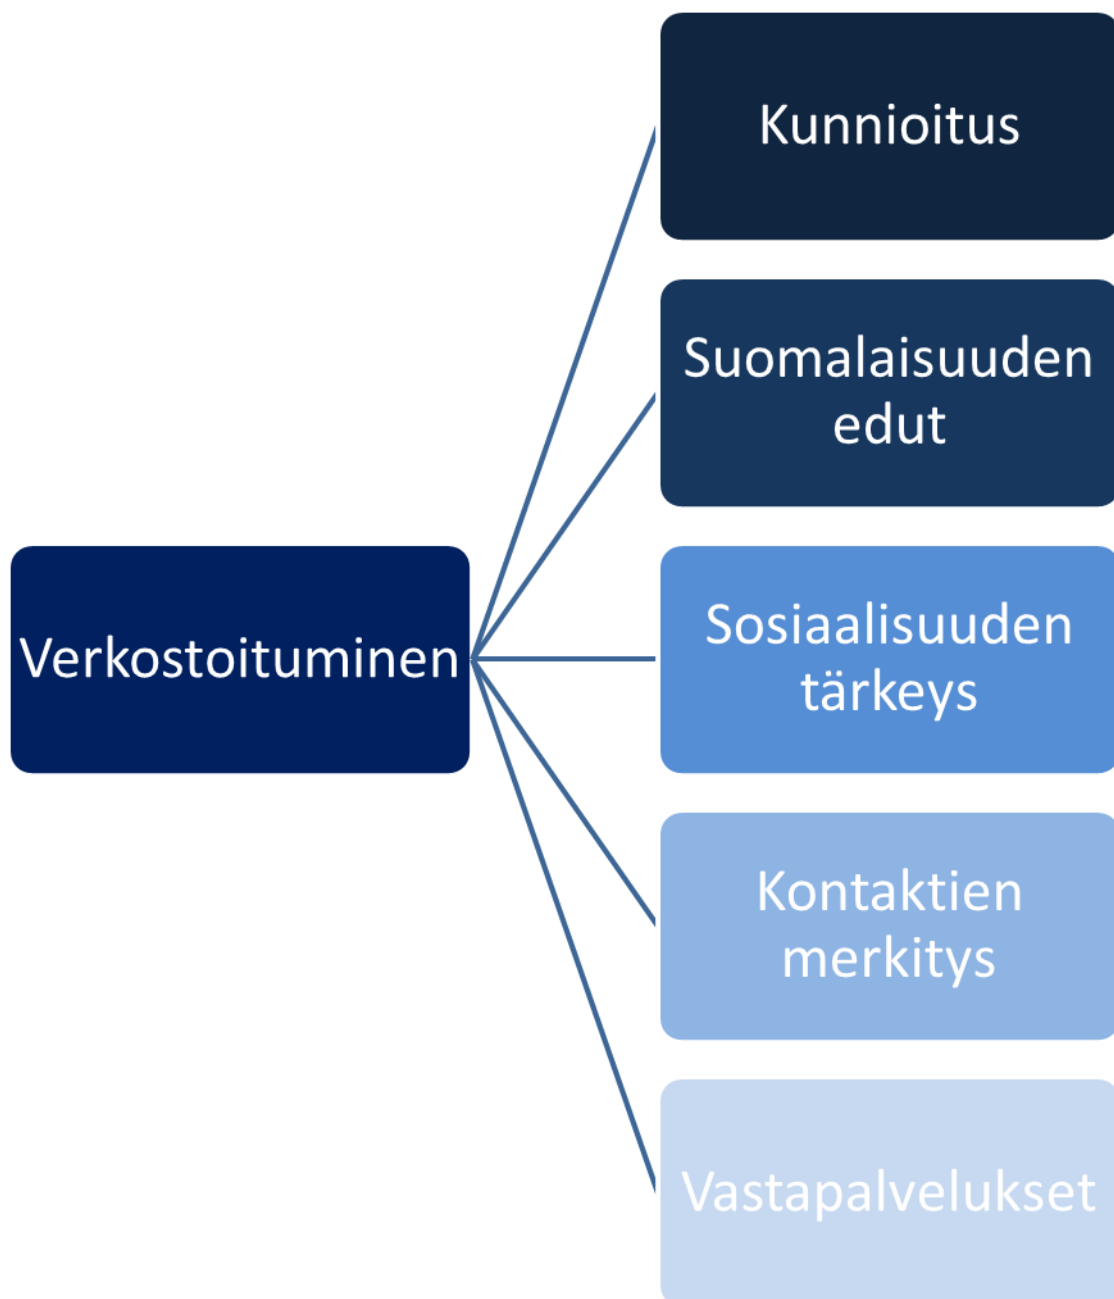 Kunnioitus
Suomalaisuuden
edut
Verkostoituminen
Sosiaalisuuden
tärkeys
Kontaktien
merkitys
Vastapalvelukset